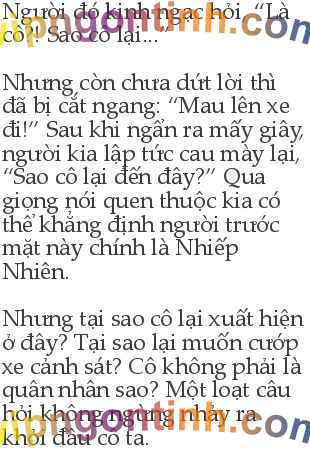 Người đó kinh ngạc hỏi, “Là
cô?! Sao cô lại...
Nhưng còn chưa dứt lời thì
đã bị cắt ngang: “Mau lên xe
đi!” Sau khi ngẩn ra mấy giây,
người kia lập tức cau mày lại,
“Sao cô lại đến đây?” Qua
giọng nói quen thuộc kia có
thể khẳng định người trước
mặt này chính là Nhiếp
Nhiên.
Nhưng tại sao cô lại xuất hiện
ở đây? Tại sao lại muốn cướp
xe cảnh sát? Cô không phải là
quân nhân sao? Một loạt câu
hỏi không ngừng nhảy ra
khỏi đầu cô ta.